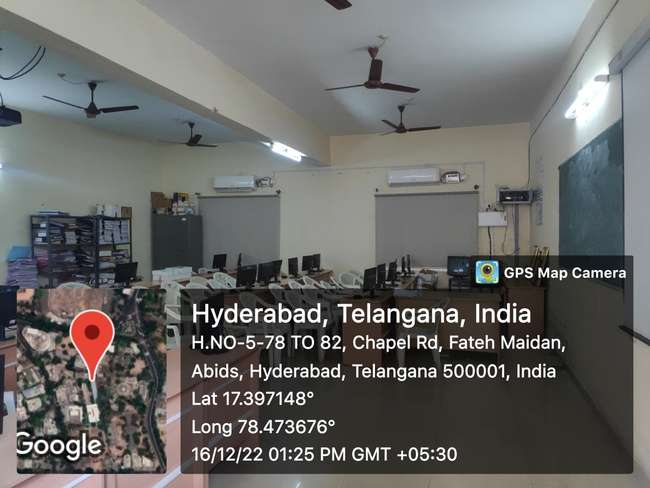 GPS Map Camera
Hyderabad, Telangana, India
H.NO-5-78 TO 82, Chapel Rd, Fateh Maidan,
Abids, Hyderabad, Telangana 500001, India
Lat 17.397148°
Long 78.473676°
16/12/22 01:25 PM GMT +05:30
Google